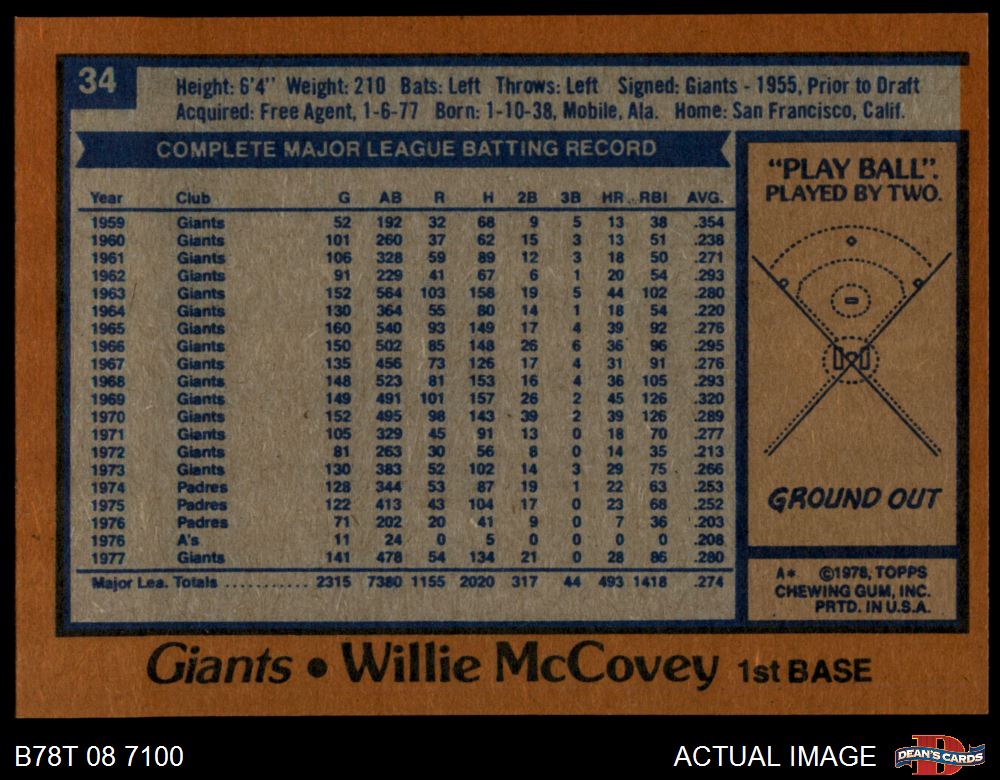 34
Height: 6'4" Weight: 210 Bats: Left Throws: Left Signed: Giants - 1955, Prior to Draft
Acquired: Free Agent, 1-6-77 Born: 1-10-38, Mobile, Ala. Home: San Francisco, Calif.
COMPLETE MAJOR LEAGUE BATTING RECORD
Year Club G AB R H 2B 3B HR RBI AVG.
1959 Giants 52 192 32 68 9 5 13 38 .354
1960 Giants 101 260 37 62 15 3 13 51 .238
1961 Giants 106 328 59 89 12 3 18 50 .271
1962 Giants 91 229 41 67 6 1 20 54 .293
1963 Giants 152 564 103 158 19 5 44 102 .280
1964 Giants 130 364 55 80 14 1 18 54 .220
1965 Giants 160 540 93 149 17 4 39 92 .276
1966 Giants 150 502 85 148 26 6 36 96 .295
1967 Giants 135 456 73 126 17 4 31 91 .276
1968 Giants 148 523 81 153 16 4 36 105 .293
1969 Giants 149 491 101 157 26 2 45 126 .320
1970 Giants 152 495 98 143 39 2 39 126 .289
1971 Giants 105 329 45 91 13 0 18 70 .277
1972 Giants 81 263 30 56 8 0 14 35 .213
1973 Giants 130 383 52 102 14 3 29 75 .266
1974 Padres 128 344 53 87 19 1 22 63 .253
1975 Padres 122 413 43 104 17 0 23 68 .252
1976 Padres 71 202 20 41 9 0 7 36 .203
1976 A's 11 24 0 5 0 0 0 0 .208
1977 Giants 141 478 54 134 21 0 28 86 .280
Major Lea. Totals ........... 2315 7380 1155 2020 317 44 493 1418 .274
"PLAY BALL".
PLAYED BY TWO.
GROUND OUT
A* ©1978, TOPPS
CHEWING GUM, INC.
PRTD. IN U.S.A.
Giants • Willie McCovey 1st BASE
B78T 08 7100
ACTUAL IMAGE
D
DEAN'S CARDS